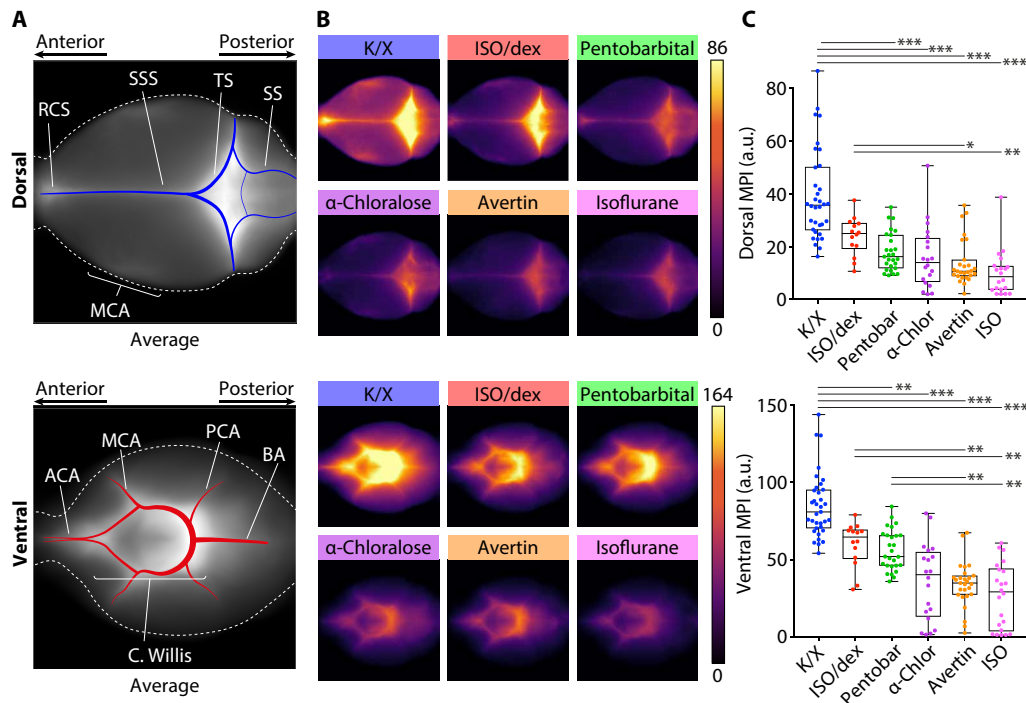 A
Anterior Posterior
SSS
TS
SS
RCS
Dorsal
MCA
Average
Anterior Posterior
MCA
PCA
BA
ACA
Ventral
C. Willis
Average
B
K/X ISO/dex Pentobarbital
86
α-Chloralose Avertin Isoflurane
0
K/X ISO/dex Pentobarbital
164
α-Chloralose Avertin Isoflurane
0
C
***
***
***
***
*
**
80
60
40
20
0
Dorsal MPI (a.u.)
K/X ISO/dex Pentobar α-Chlor Avertin ISO
**
***
***
***
**
**
**
**
150
100
50
0
Ventral MPI (a.u.)
K/X ISO/dex Pentobar α-Chlor Avertin ISO